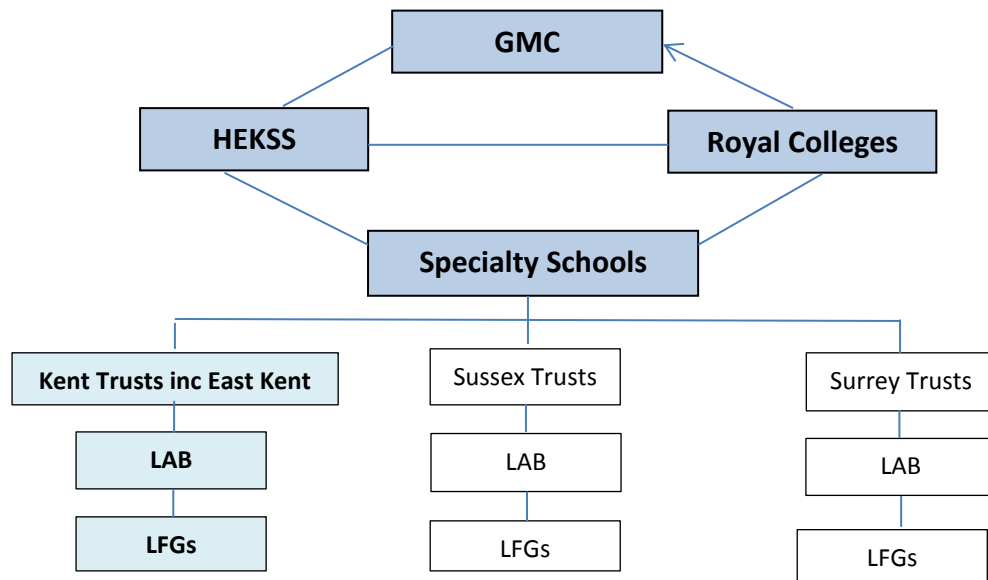 GMC
HEKSS
Royal Colleges
Specialty Schools
Kent Trusts inc East Kent
Sussex Trusts
Surrey Trusts
LAB
LAB
LAB
LFGs
LFGs
LFGs